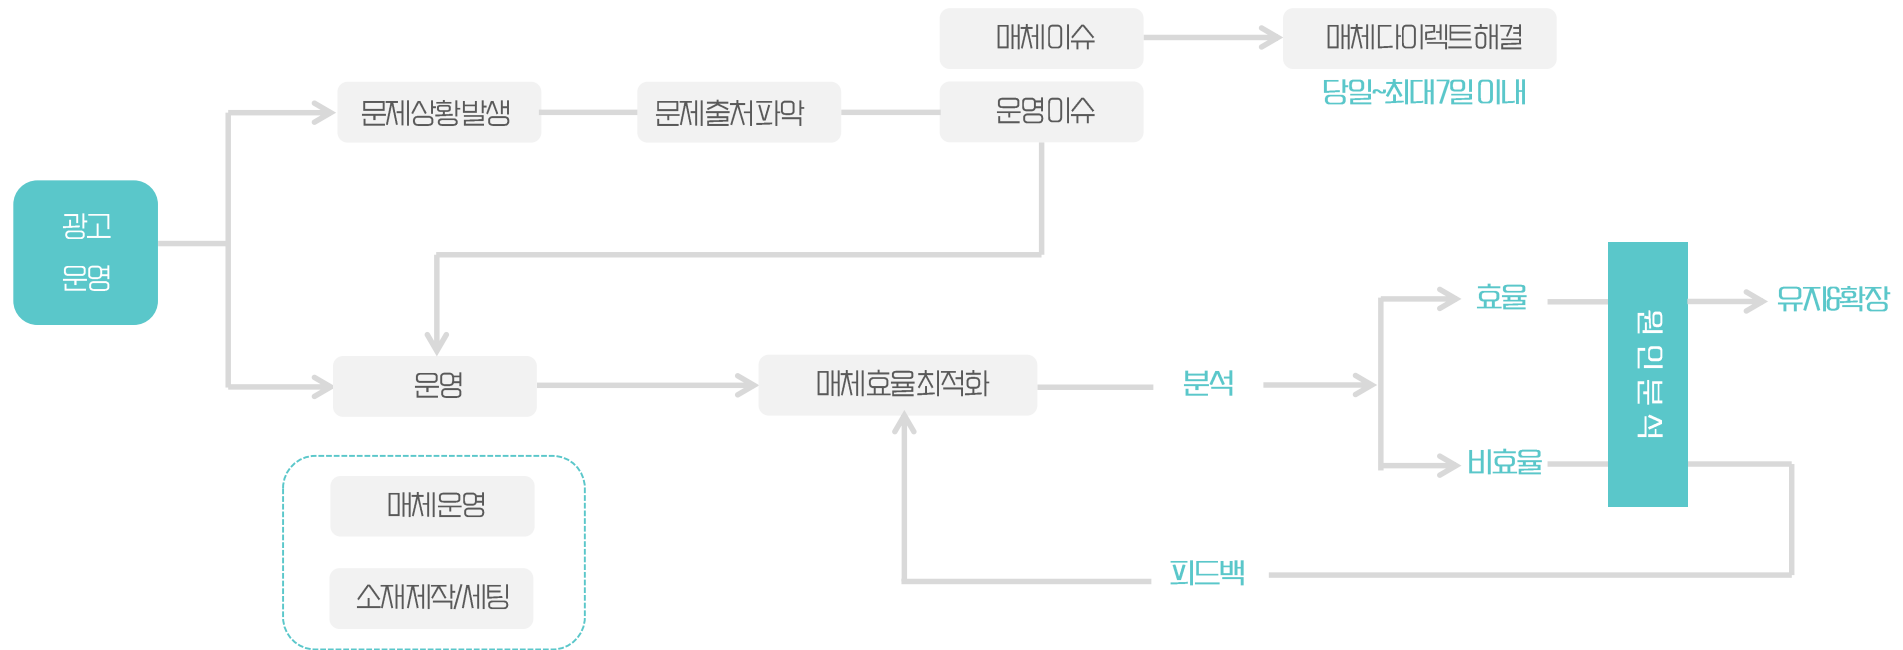 매체이슈
매체다이렉트해결
당일~최대7일 이내
문제상황발생
문제출처파악
운영이슈
광고
운영
운영
매체효율최적화
분석
효율
비효율
원인분석
유지&확장
매체운영
소재제작/세팅
피드백